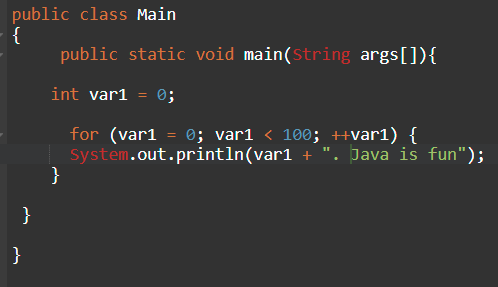 public class Main
{
public static void main(String args[]){
int var1 = 0;
for (var1 = 0; var1 < 100; ++var1) {
System.out.println(var1 + ". Java is fun");
}
}
}